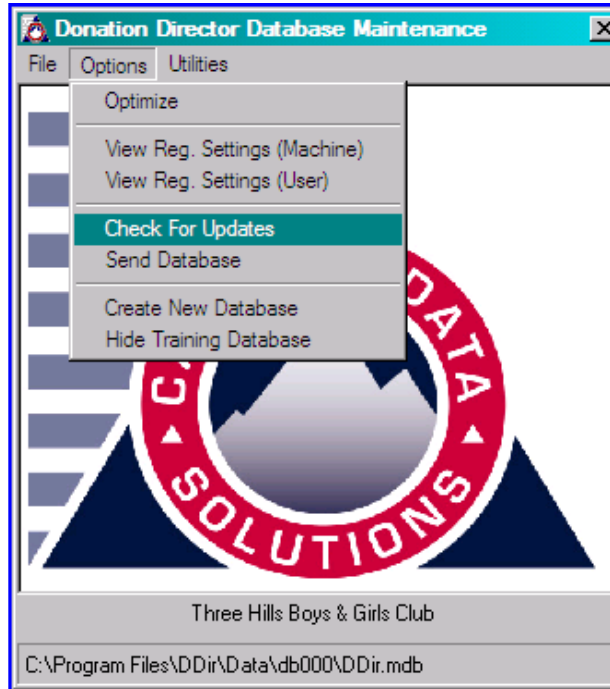 Donation Director Database Maintenance
File Options Utilities
Optimize
View Reg. Settings (Machine)
View Reg. Settings (User)
Check For Updates
Send Database
Create New Database
Hide Training Database
DATA
SOLUTIONS
Three Hills Boys & Girls Club
C:\Program Files\DDir\Data\db000\DDir.mdb